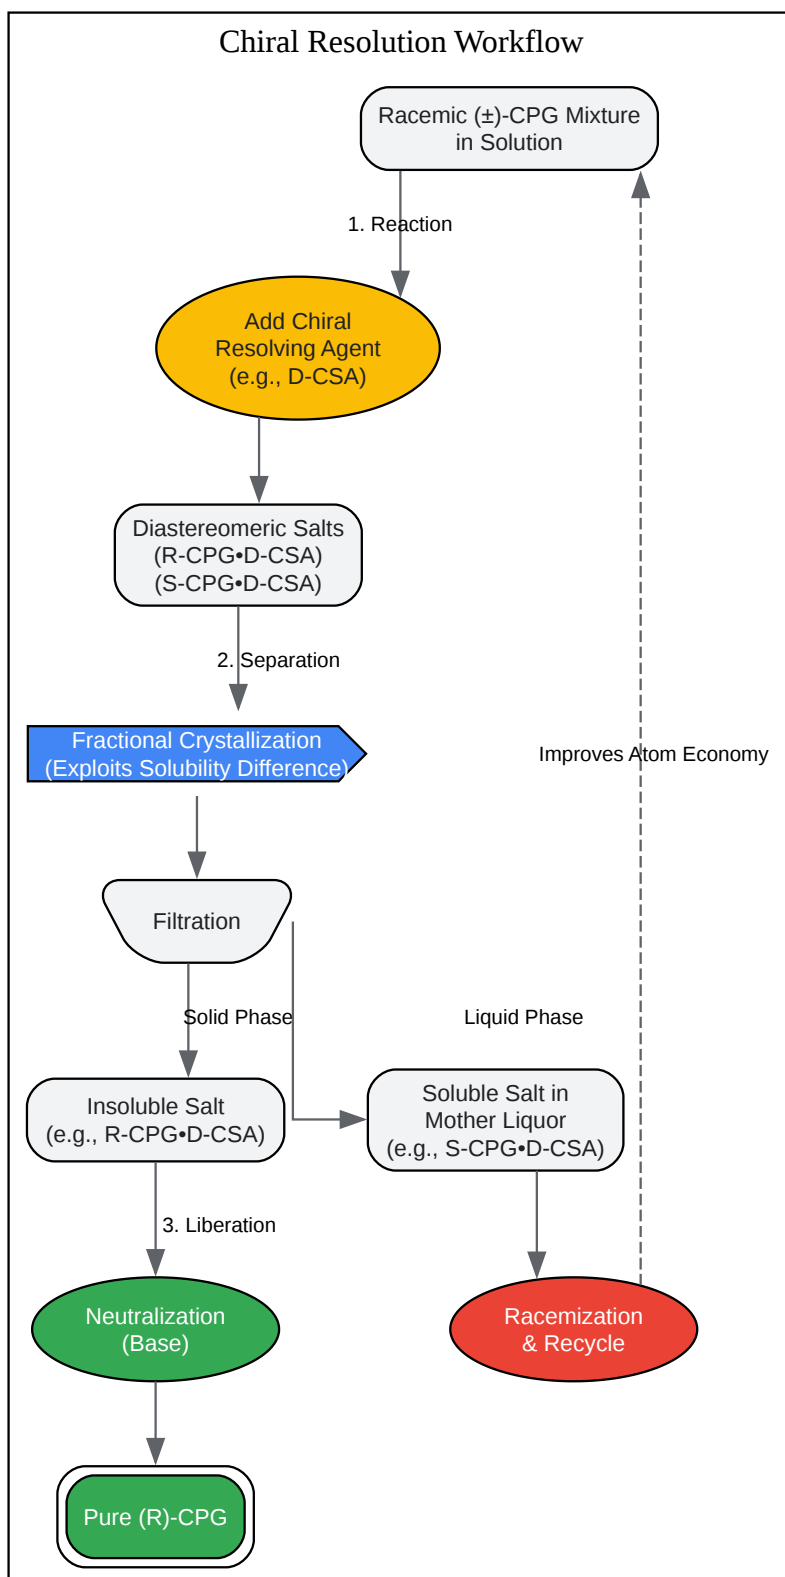 Chiral Resolution Workflow
Racemic (±)-CPG Mixture
in Solution
1. Reaction
Add Chiral
Resolving Agent
(e.g., D-CSA)
Diastereomeric Salts
(R-CPG•D-CSA)
(S-CPG•D-CSA)
2. Separation
Fractional Crystallization
(Exploits Solubility Difference)
Improves Atom Economy
Filtration
Solid Phase
Liquid Phase
Insoluble Salt
(e.g., R-CPG•D-CSA)
Soluble Salt in
Mother Liquor
(e.g., S-CPG•D-CSA)
3. Liberation
Neutralization
(Base)
Racemization
& Recycle
Pure (R)-CPG